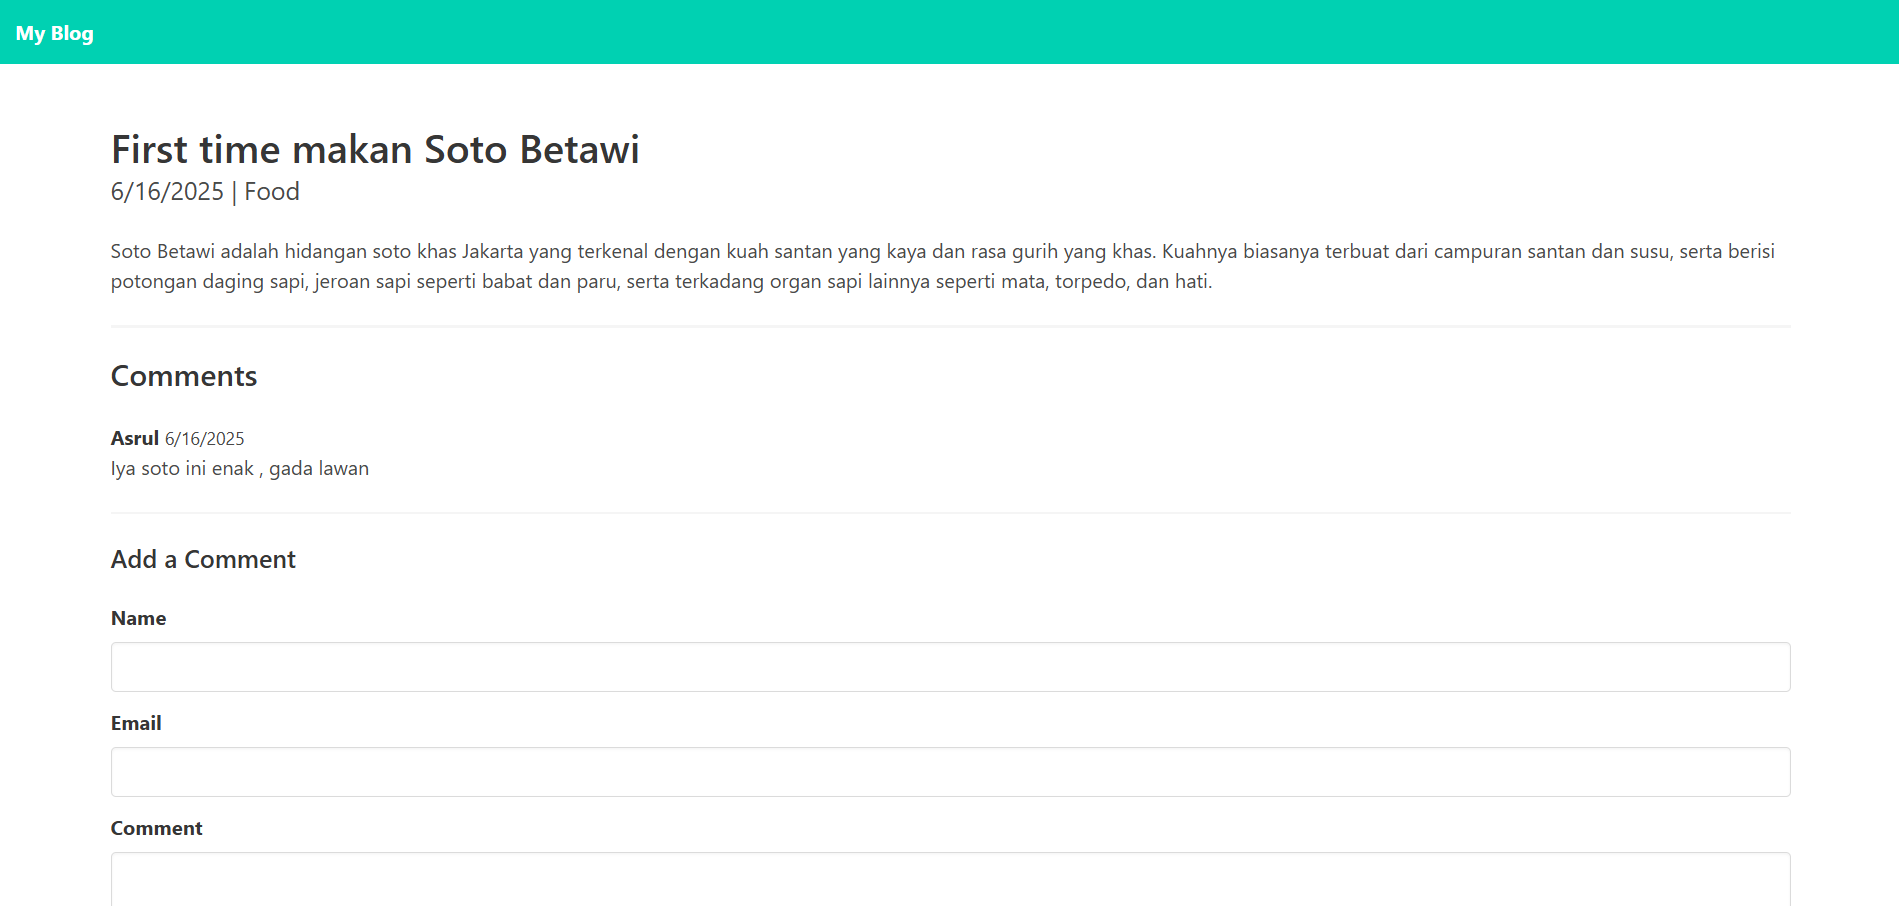 My Blog
First time makan Soto Betawi
6/16/2025 | Food
Soto Betawi adalah hidangan soto khas Jakarta yang terkenal dengan kuah santan yang kaya dan rasa gurih yang khas. Kuahnya biasanya terbuat dari campuran santan dan susu, serta berisi
potongan daging sapi, jeroan sapi seperti babat dan paru, serta terkadang organ sapi lainnya seperti mata, torpedo, dan hati.
Comments
Asrul 6/16/2025
Iya soto ini enak , gada lawan
Add a Comment
Name
Email
Comment